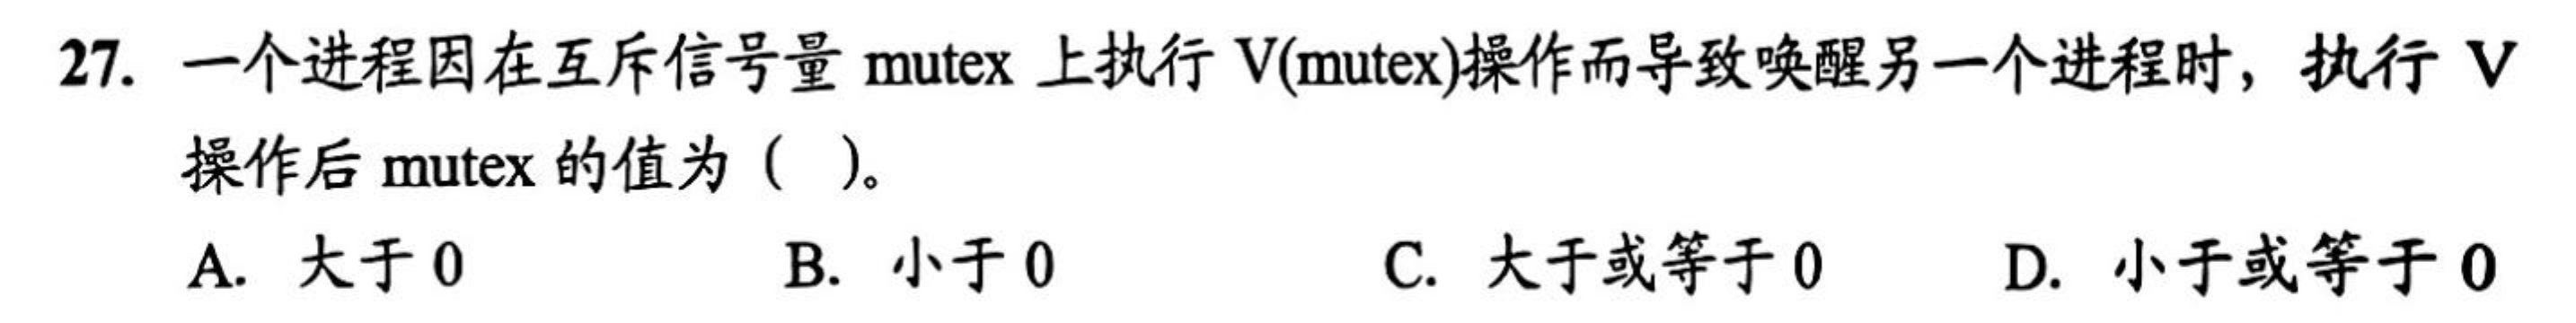 27. 一个进程因在互斥信号量 mutex 上执行 V(mutex)操作而导致唤醒另一个进程时，执行 V
操作后 mutex 的值为（ ）。
A. 大于 0 B. 小于 0 C. 大于或等于 0 D. 小于或等于 0